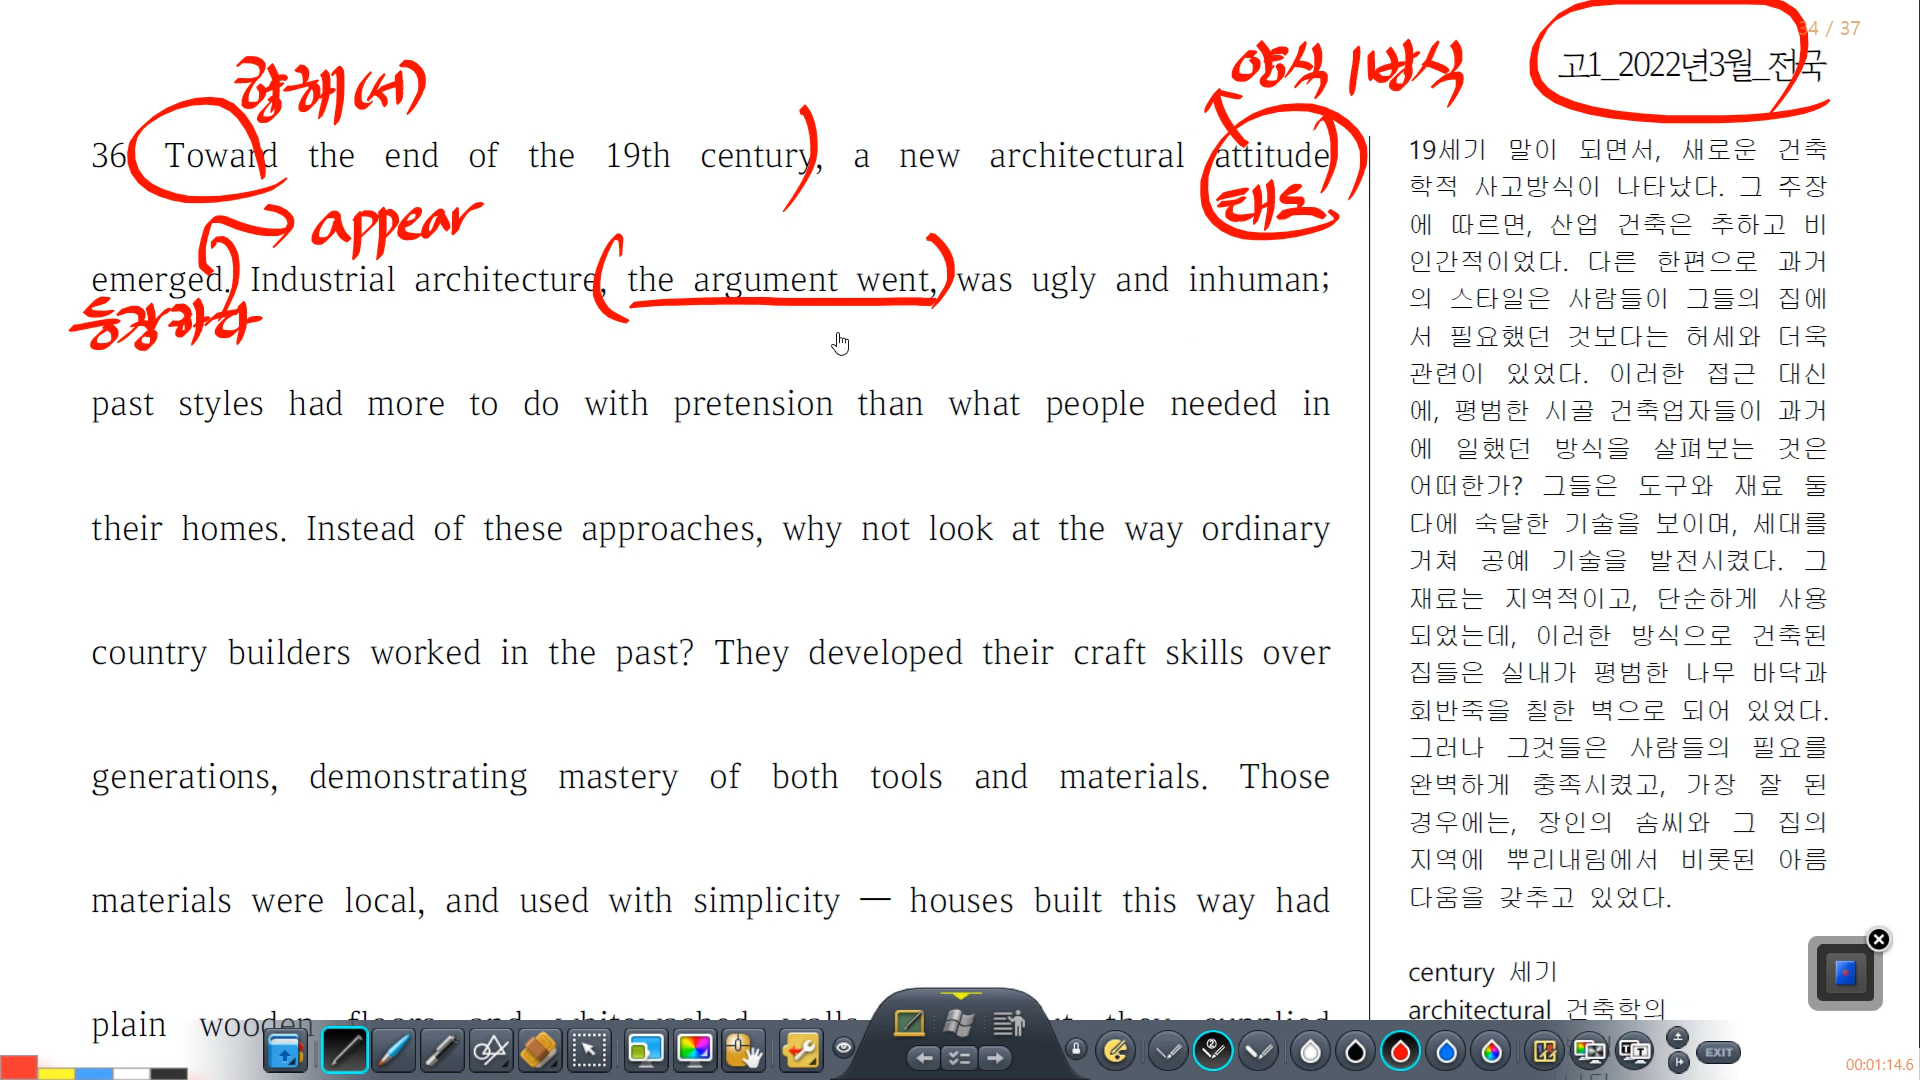 34 / 37
고1_2022년3월_전국
향해(서)
양식 / 방식
36. Toward the end of the 19th century, a new architectural attitude
태도
appear
emerged. Industrial architecture, the argument went, was ugly and inhuman;
등장하다
past styles had more to do with pretension than what people needed in
their homes. Instead of these approaches, why not look at the way ordinary
country builders worked in the past? They developed their craft skills over
generations, demonstrating mastery of both tools and materials. Those
materials were local, and used with simplicity — houses built this way had
plain wooden floors and whitewashed walls
19세기 말이 되면서, 새로운 건축
학적 사고방식이 나타났다. 그 주장
에 따르면, 산업 건축은 추하고 비
인간적이었다. 다른 한편으로 과거
의 스타일은 사람들이 그들의 집에
서 필요했던 것보다는 허세와 더욱
관련이 있었다. 이러한 접근 대신
에, 평범한 시골 건축업자들이 과거
에 일했던 방식을 살펴보는 것은
어떠한가? 그들은 도구와 재료 둘
다에 숙달한 기술을 보이며, 세대를
거쳐 공예 기술을 발전시켰다. 그
재료는 지역적이고, 단순하게 사용
되었는데, 이러한 방식으로 건축된
집들은 실내가 평범한 나무 바닥과
회반죽을 칠한 벽으로 되어 있었다.
그러나 그것들은 사람들의 필요를
완벽하게 충족시켰고, 가장 잘 된
경우에는, 장인의 솜씨와 그 집의
지역에 뿌리내림에서 비롯된 아름
다움을 갖추고 있었다.
century 세기
architectural 건축학의
EXIT
00:01:14.6